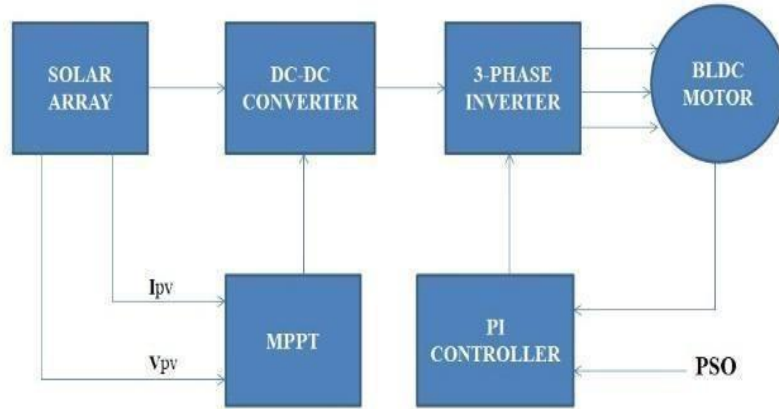 SOLAR
ARRAY
DC-DC
CONVERTER
3-PHASE
INVERTER
BLDC
MOTOR
Ipv
Vpv
MPPT
PI
CONTROLLER
PSO